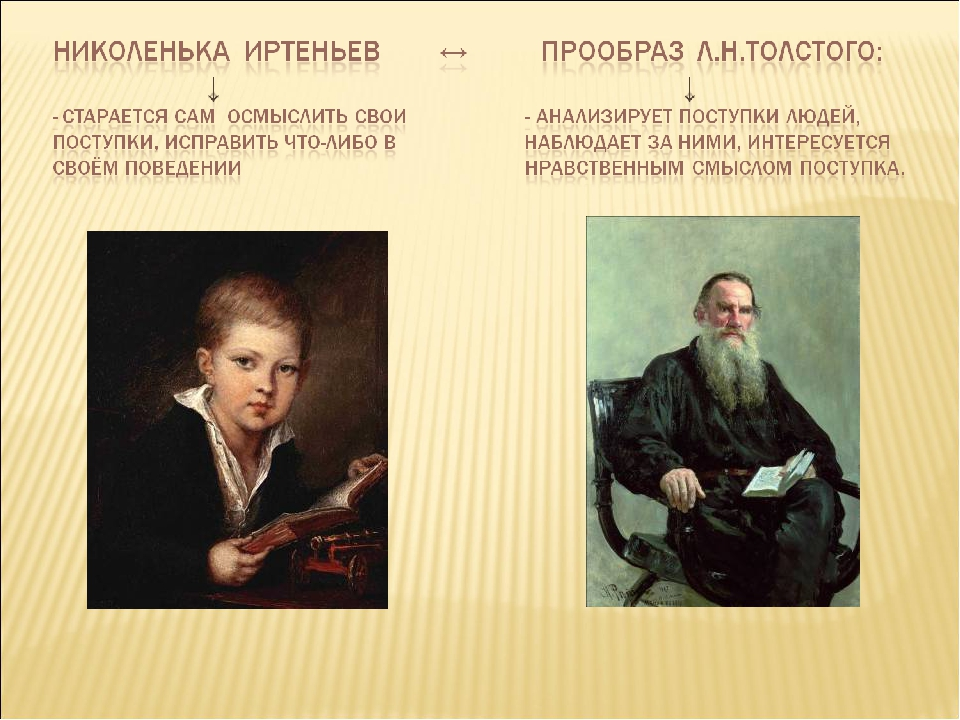 НИКОЛЕНЬКА ИРТЕНЬЕВ ↔ ПРООБРАЗ Л.Н.ТОЛСТОГО:
↓ ↓
- СТАРАЕТСЯ САМ ОСМЫСЛИТЬ СВОИ
ПОСТУПКИ, ИСПРАВИТЬ ЧТО-ЛИБО В
СВОЁМ ПОВЕДЕНИИ
- АНАЛИЗИРУЕТ ПОСТУПКИ ЛЮДЕЙ,
НАБЛЮДАЕТ ЗА НИМИ, ИНТЕРЕСУЕТСЯ
НРАВСТВЕННЫМ СМЫСЛОМ ПОСТУПКА.